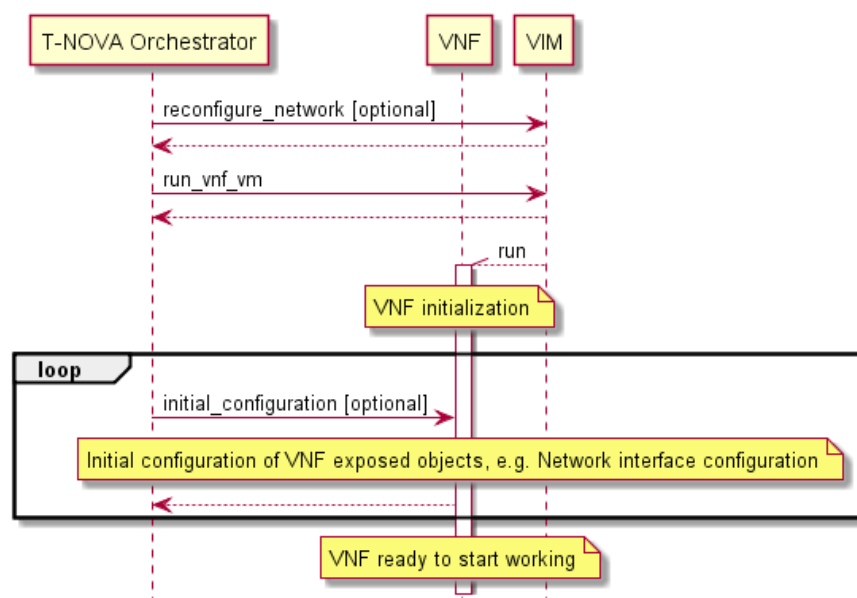 T-NOVA Orchestrator
VNF
VIM
reconfigure_network [optional]
run_vnf_vm
run
VNF initialization
loop
initial_configuration [optional]
Initial configuration of VNF exposed objects, e.g. Network interface configuration
VNF ready to start working